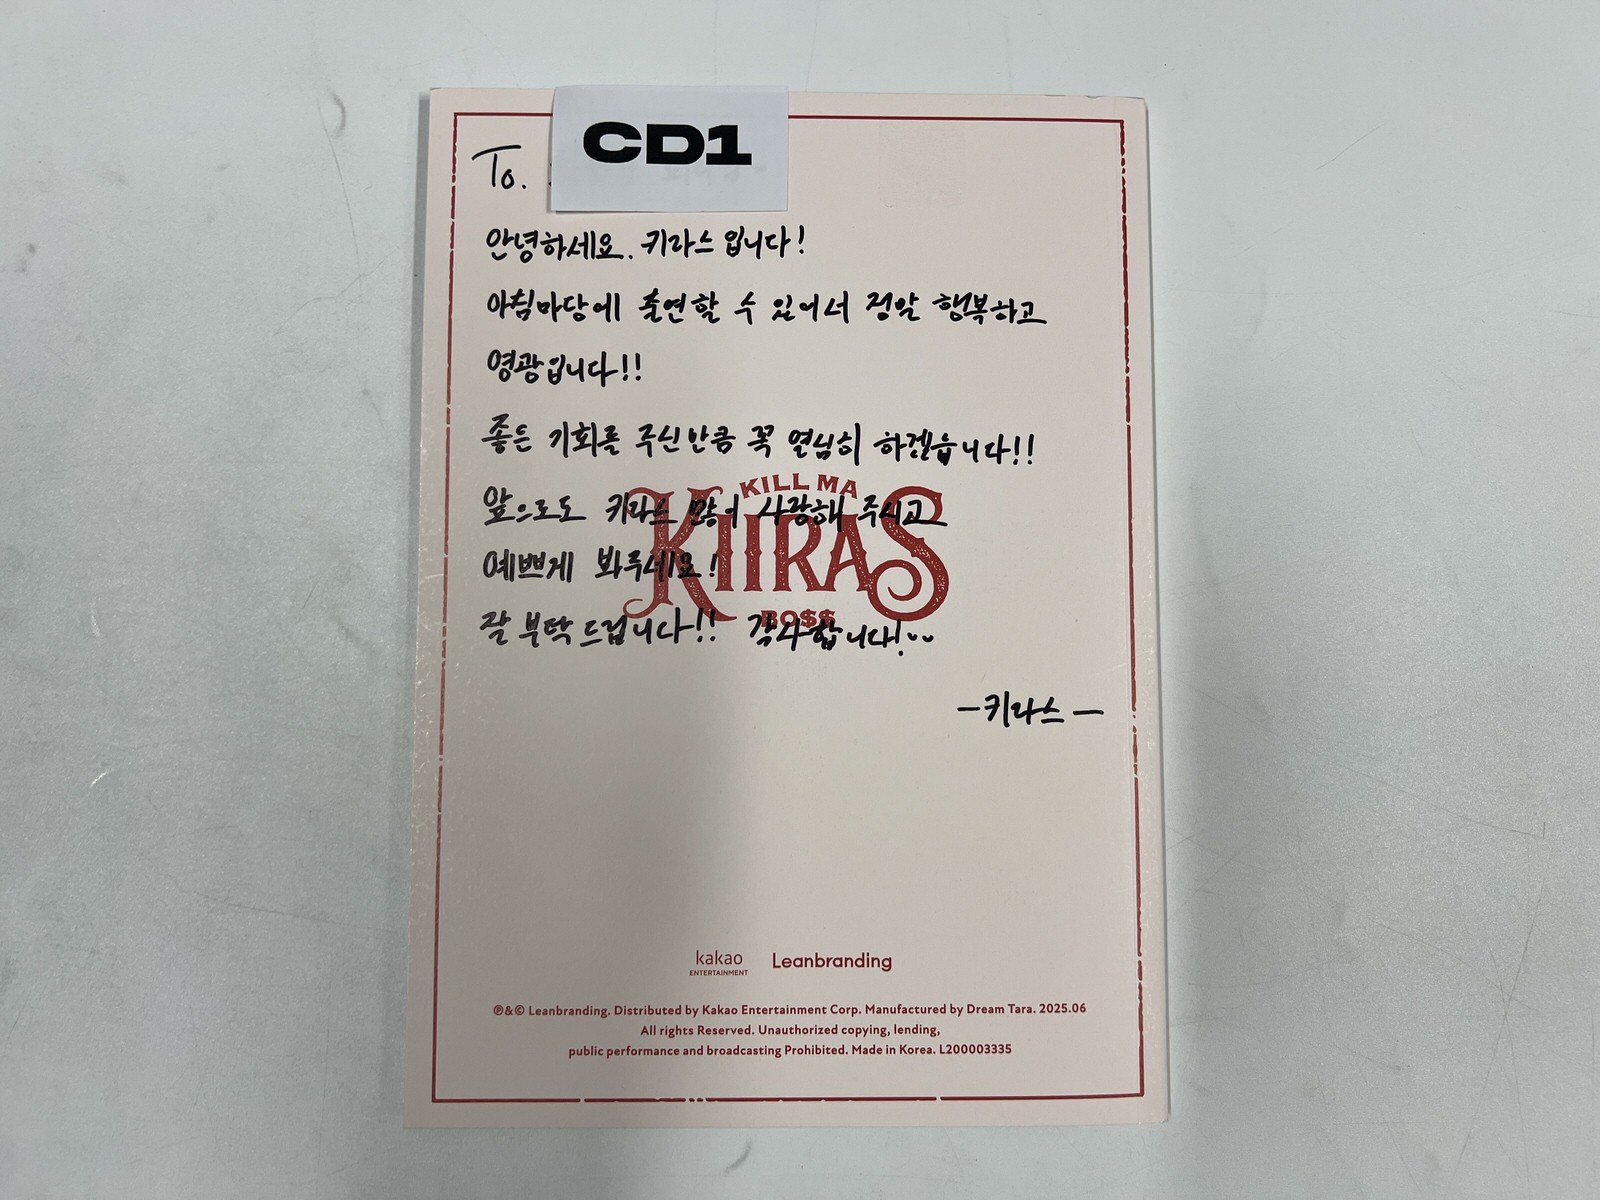 CD1
To.
안녕하세요. 키라스입니다!
아침마당에 출연할 수 있어서 정말 행복하고
영광입니다!!
좋은 기회를 주신만큼 꼭 열심히 하겠습니다!!
KILL MA
앞으로도 키라스 많이 사랑해 주시고
KIIRAS
예쁘게 봐주세요!
BO$$
잘 부탁드립니다!! 감사합니다!
-키라스-
kakao Leanbranding
ENTERTAINMENT
℗&© Leanbranding. Distributed by Kakao Entertainment Corp. Manufactured by Dream Tara. 2025.06
All rights Reserved. Unauthorized copying, lending,
public performance and broadcasting Prohibited. Made in Korea. L200003335